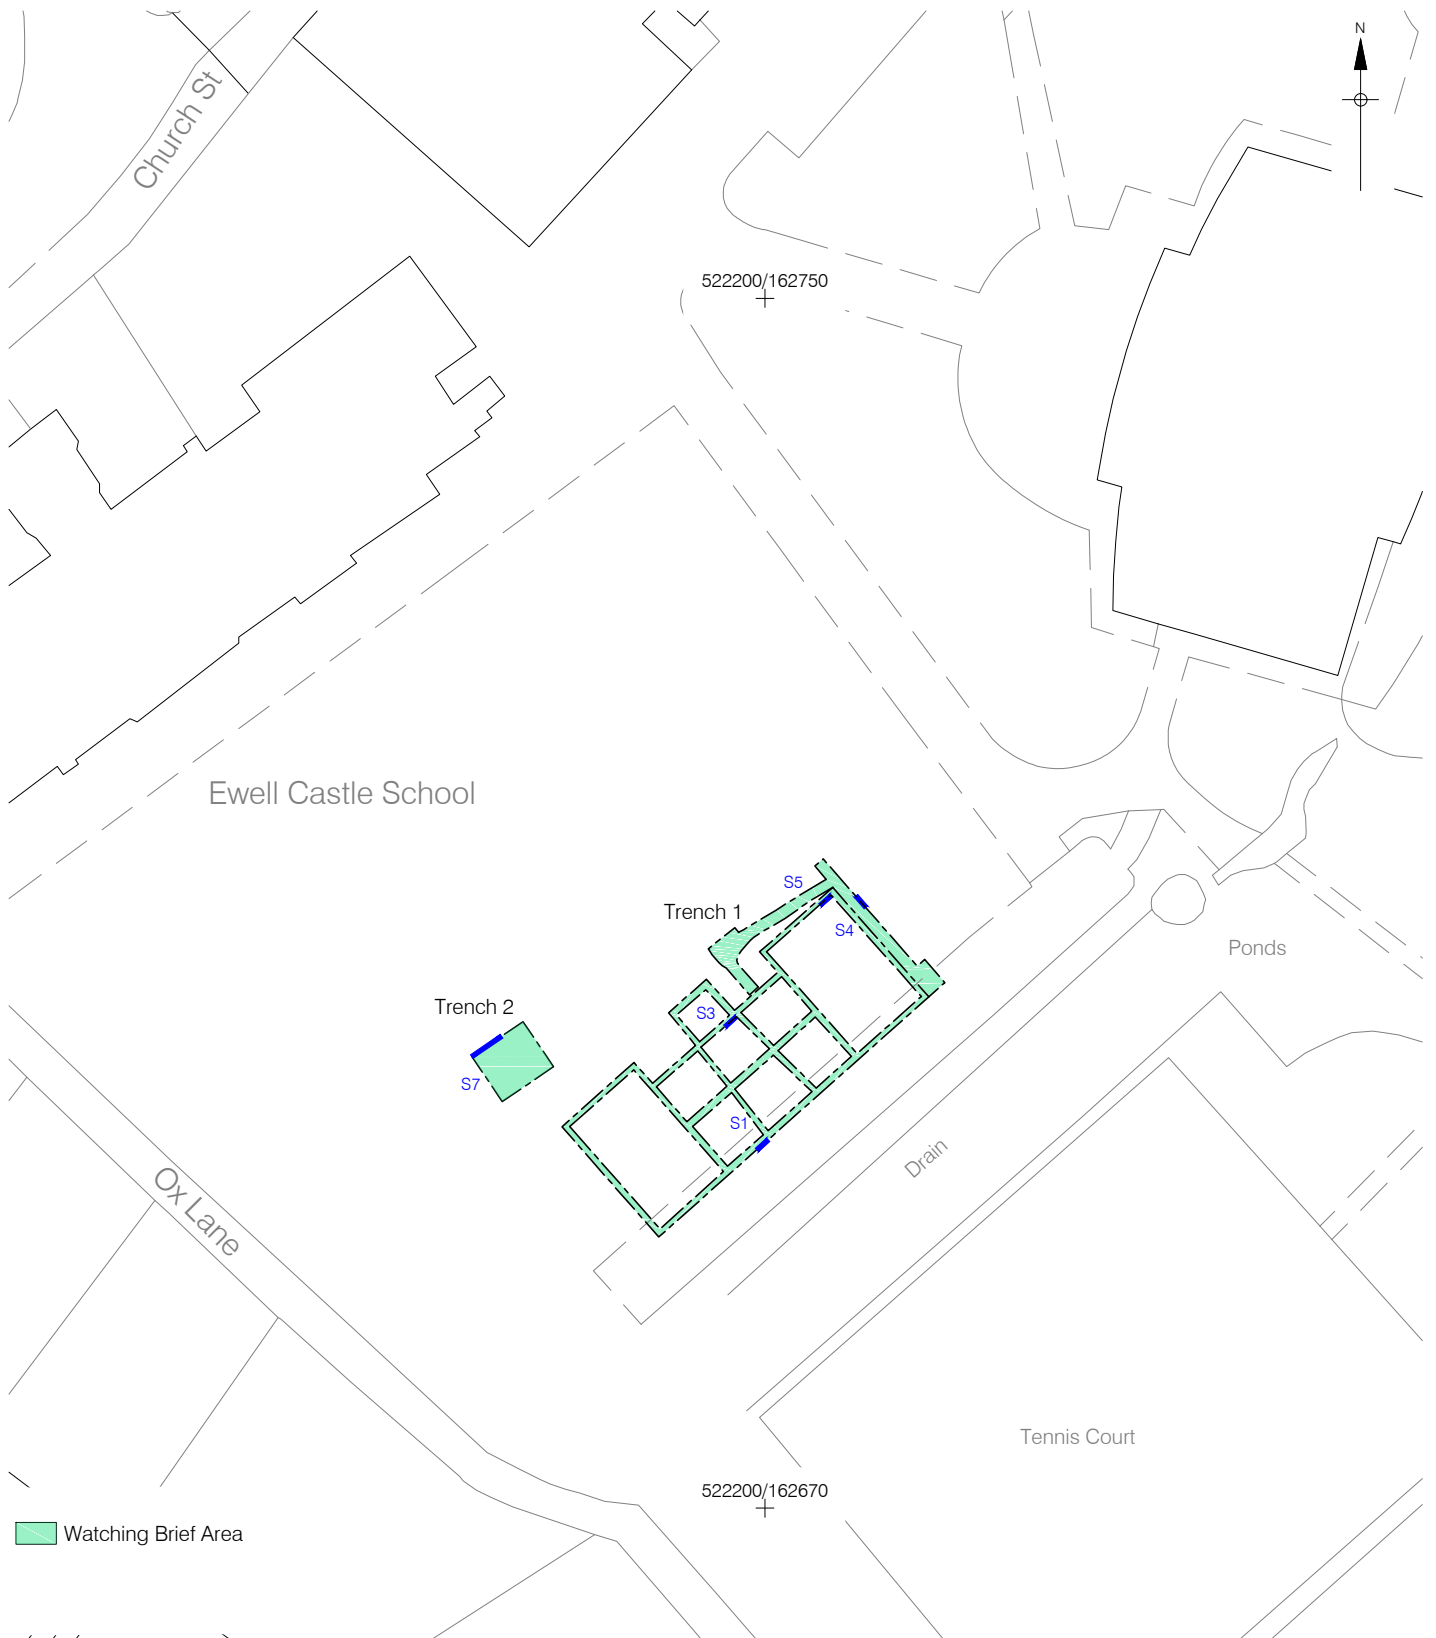 N
Church St
522200/162750
Ewell Castle School
S5
Trench 1
S4
Ponds
Trench 2
S3
S7
S1
Drain
Ox Lane
Tennis Court
522200/162670
Watching Brief Area